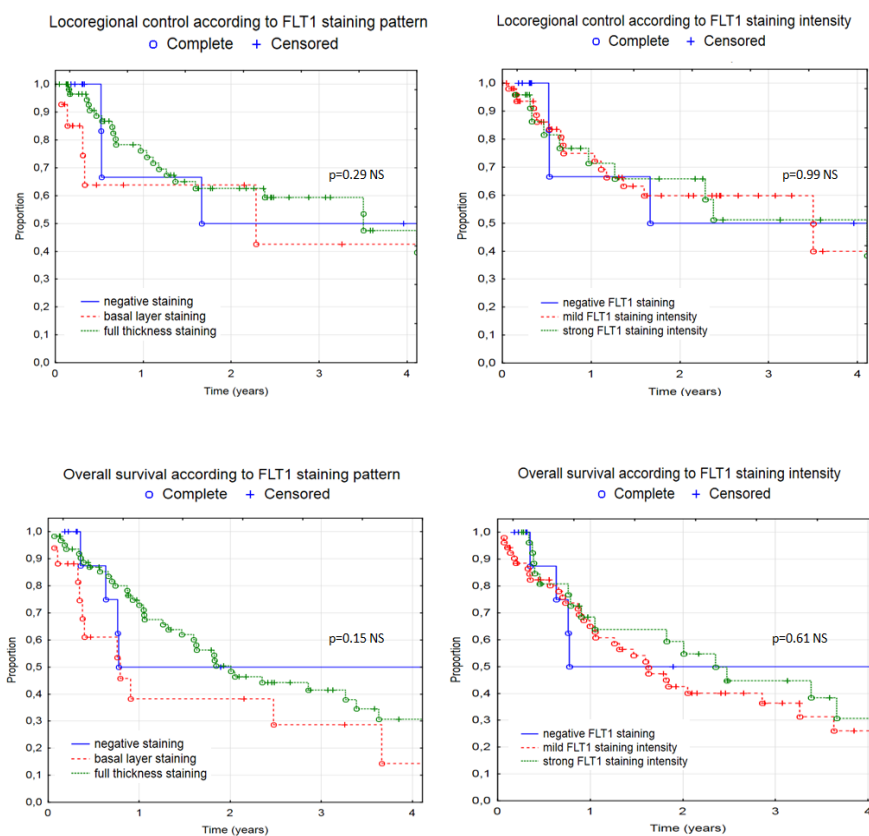 Locoregional control according to FLT1 staining pattern
Complete Censored
1,0
0,9
0,8
0,7
0,6
0,5
0,4
0,3
0,2
0,1
0,0
Proportion
p=0.29 NS
negative staining
basal layer staining
full thickness staining
0 1 2 3 4
Time (years)
Locoregional control according to FLT1 staining intensity
Complete Censored
1,0
0,9
0,8
0,7
0,6
0,5
0,4
0,3
0,2
0,1
0,0
Proportion
p=0.99 NS
negative FLT1 staining
mild FLT1 staining intensity
strong FLT1 staining intensity
0 1 2 3 4
Time (years)
Overall survival according to FLT1 staining pattern
Complete Censored
1,0
0,9
0,8
0,7
0,6
0,5
0,4
0,3
0,2
0,1
0,0
Proportion
p=0.15 NS
negative staining
basal layer staining
full thickness staining
0 1 2 3 4
Time (years)
Overall survival according to FLT1 staining intensity
Complete Censored
1,0
0,9
0,8
0,7
0,6
0,5
0,4
0,3
0,2
0,1
0,0
Proportion
p=0.61 NS
negative FLT1 staining
mild FLT1 staining intensity
strong FLT1 staining intensity
0 1 2 3 4
Time (years)